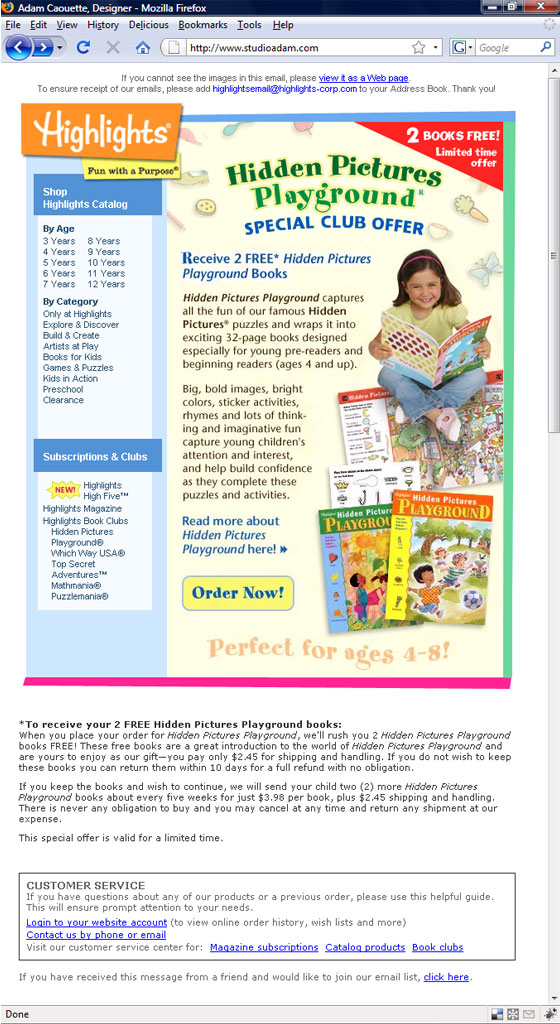 Adam Caouette, Designer - Mozilla Firefox
File Edit View History Delicious Bookmarks Tools Help
http://www.studioadam.com
Google
If you cannot see the images in this email, please view it as a Web page.
To ensure receipt of our emails, please add highlightsemail@highlights-corp.com to your Address Book. Thank you!
Highlights®
Fun with a Purpose®
Shop
Highlights Catalog
By Age
3 Years 8 Years
4 Years 9 Years
5 Years 10 Years
6 Years 11 Years
7 Years 12 Years
By Category
Only at Highlights
Explore & Discover
Build & Create
Artists at Play
Books for Kids
Games & Puzzles
Kids in Action
Preschool
Clearance
Subscriptions & Clubs
NEW! Highlights
High Five™
Highlights Magazine
Highlights Book Clubs
Hidden Pictures
Playground®
Which Way USA®
Top Secret
Adventures™
Mathmania®
Puzzlemania®
2 BOOKS FREE!
Limited time
offer
Hidden Pictures
Playground®
SPECIAL CLUB OFFER
Receive 2 FREE* Hidden Pictures
Playground Books
Hidden Pictures Playground captures
all the fun of our famous Hidden
Pictures® puzzles and wraps it into
exciting 32-page books designed
especially for young pre-readers and
beginning readers (ages 4 and up).
Big, bold images, bright
colors, sticker activities,
rhymes and lots of think-
ing and imaginative fun
capture young children's
attention and interest,
and help build confidence
as they complete these
puzzles and activities.
Read more about
Hidden Pictures
Playground here!
Order Now!
Hidden Pictures
Hidden Pictures
PLAYGROUND
Hidden Pictures
PLAYGROUND
Perfect for ages 4-8!
*To receive your 2 FREE Hidden Pictures Playground books:
When you place your order for Hidden Pictures Playground, we'll rush you 2 Hidden Pictures Playground
books FREE! These free books are a great introduction to the world of Hidden Pictures Playground and
are yours to enjoy as our gift—you pay only $2.45 for shipping and handling. If you do not wish to keep
these books you can return them within 10 days for a full refund with no obligation.
If you keep the books and wish to continue, we will send your child two (2) more Hidden Pictures
Playground books about every five weeks for just $3.98 per book, plus $2.45 shipping and handling.
There is never any obligation to buy and you may cancel at any time and return any shipment at our
expense.
This special offer is valid for a limited time.
CUSTOMER SERVICE
If you have questions about any of our products or a previous order, please use this helpful guide.
This will ensure prompt attention to your needs.
Login to your website account (to view online order history, wish lists and more)
Contact us by phone or email
Visit our customer service center for: Magazine subscriptions Catalog products Book clubs
If you have received this message from a friend and would like to join our email list, click here.
Done